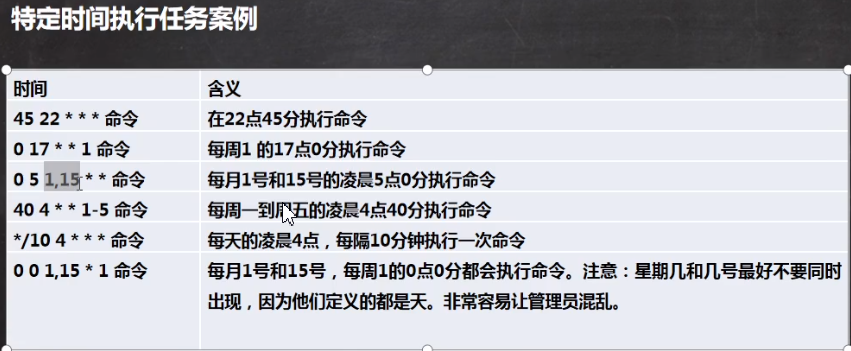 特定时间执行任务案例
时间 含义
45 22 * * * 命令 在22点45分执行命令
0 17 * * 1 命令 每周1 的17点0分执行命令
0 5 1,15 * * 命令 每月1号和15号的凌晨5点0分执行命令
40 4 * * 1-5 命令 每周一到周五的凌晨4点40分执行命令
*/10 4 * * * 命令 每天的凌晨4点，每隔10分钟执行一次命令
0 0 1,15 * 1 命令 每月1号和15号，每周1的0点0分都会执行命令。注意：星期几和几号最好不要同时
出现，因为他们定义的都是天。非常容易让管理员混乱。